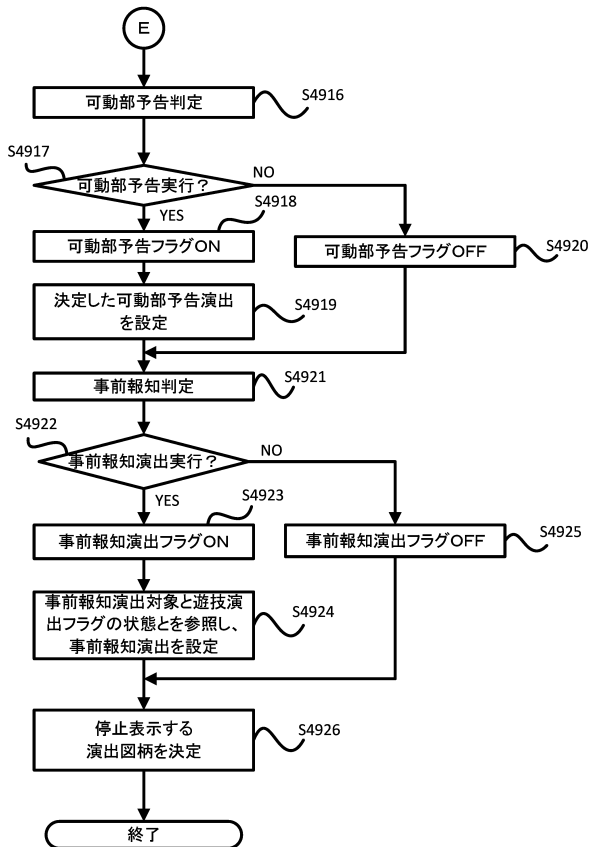 E
可動部予告判定
S4916
S4917
可動部予告実行？
NO
YES
S4918
可動部予告フラグON
可動部予告フラグOFF
S4920
決定した可動部予告演出
を設定
S4919
事前報知判定
S4921
S4922
事前報知演出実行？
NO
YES
S4923
事前報知演出フラグON
事前報知演出フラグOFF
S4925
事前報知演出対象と遊技演
出フラグの状態とを参照し、
事前報知演出を設定
S4924
停止表示する
演出図柄を決定
S4926
終了